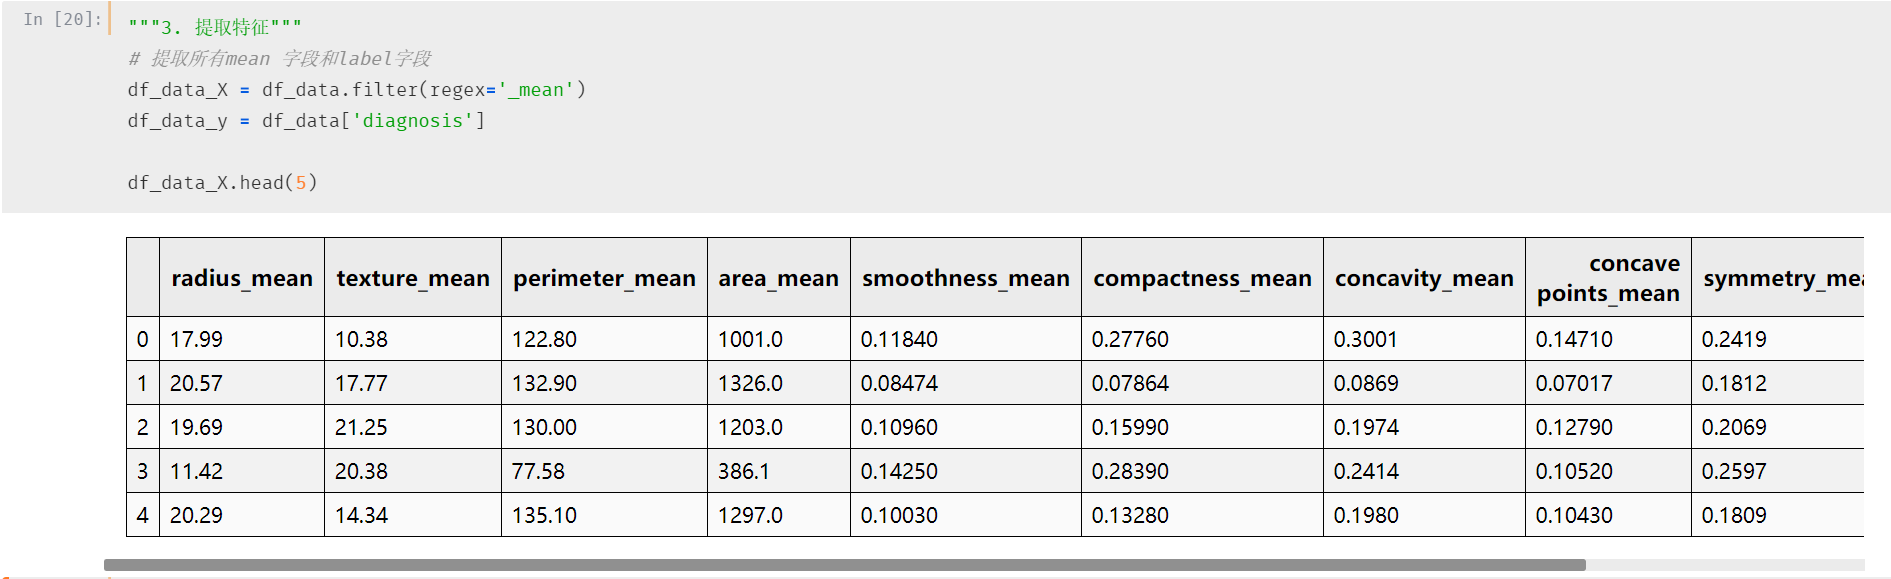 In [20]:
"""3. 提取特征"""
# 提取所有mean 字段和label字段
df_data_X = df_data.filter(regex='_mean')
df_data_y = df_data['diagnosis']
df_data_X.head(5)
radius_mean texture_mean perimeter_mean area_mean smoothness_mean compactness_mean concavity_mean concave points_mean symmetry_mea
0 17.99 10.38 122.80 1001.0 0.11840 0.27760 0.3001 0.14710 0.2419
1 20.57 17.77 132.90 1326.0 0.08474 0.07864 0.0869 0.07017 0.1812
2 19.69 21.25 130.00 1203.0 0.10960 0.15990 0.1974 0.12790 0.2069
3 11.42 20.38 77.58 386.1 0.14250 0.28390 0.2414 0.10520 0.2597
4 20.29 14.34 135.10 1297.0 0.10030 0.13280 0.1980 0.10430 0.1809